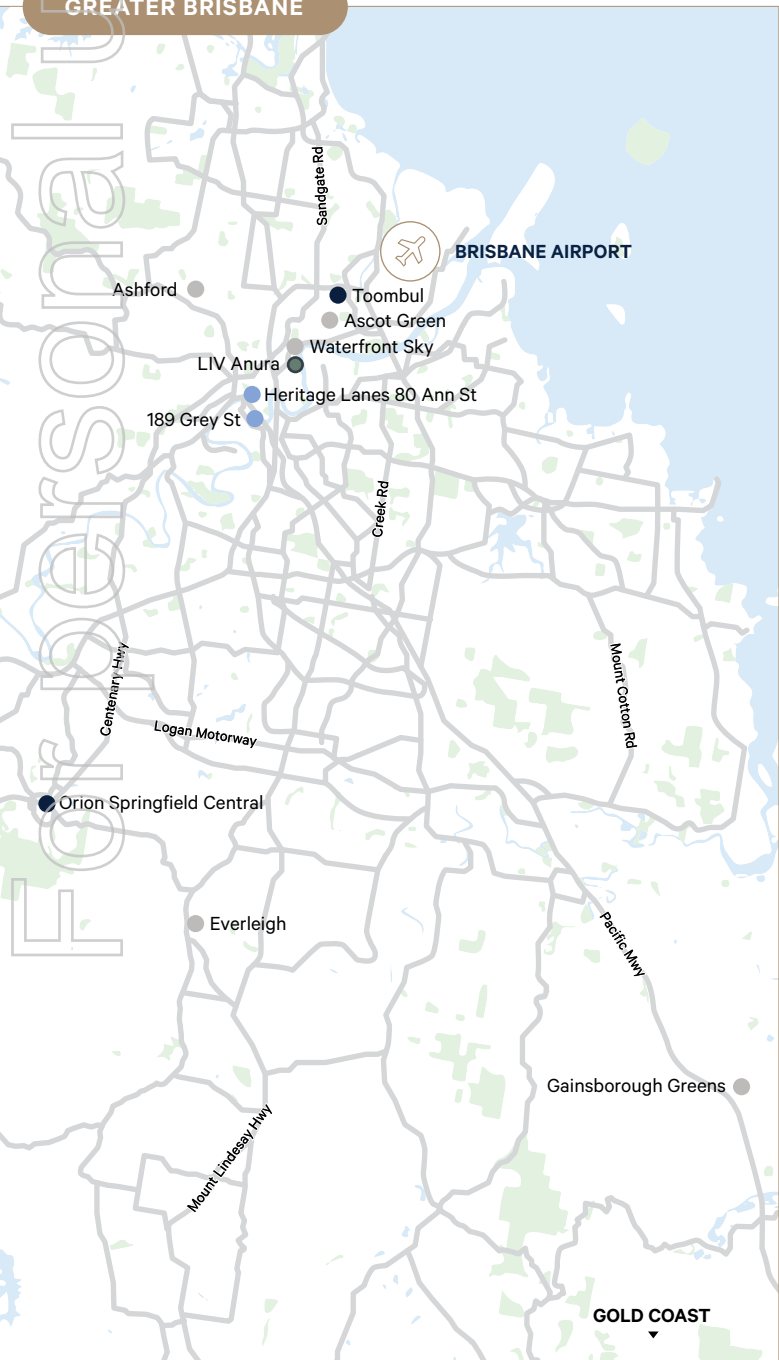 GREATER BRISBANE
Sandgate Rd
BRISBANE AIRPORT
Ashford
Toombul
Ascot Green
Waterfront Sky
LIV Anura
Heritage Lanes 80 Ann St
189 Grey St
Creek Rd
Centenary Hwy
Mount Cotton Rd
Logan Motorway
Orion Springfield Central
Everleigh
Pacific Mwy
Gainsborough Greens
Mount Lindesay Hwy
GOLD COAST
For personal